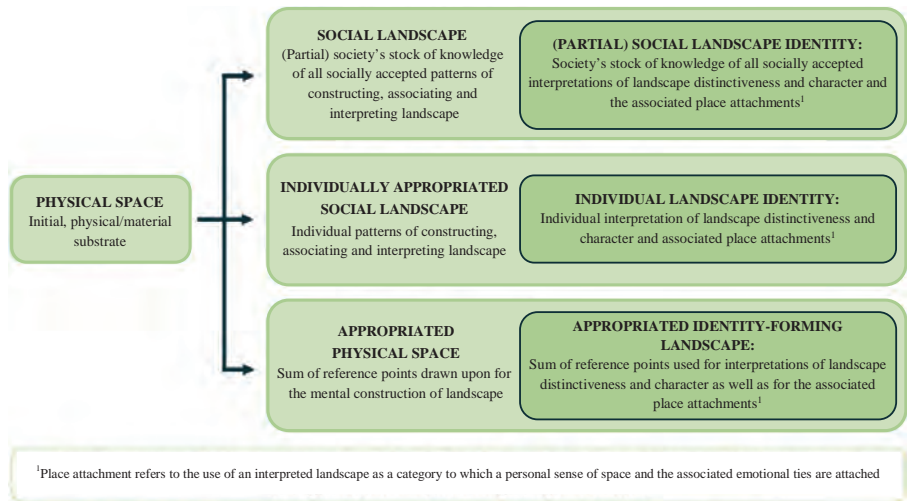 SOCIAL LANDSCAPE
(Partial) society’s stock of knowledge
of all socially accepted patterns of
constructing, associating and
interpreting landscape
(PARTIAL) SOCIAL LANDSCAPE IDENTITY:
Society’s stock of knowledge of all socially accepted
interpretations of landscape distinctiveness and character and
the associated place attachments¹
PHYSICAL SPACE
Initial, physical/material
substrate
INDIVIDUALLY APPROPRIATED
SOCIAL LANDSCAPE
Individual patterns of constructing,
associating and interpreting landscape
INDIVIDUAL LANDSCAPE IDENTITY:
Individual interpretation of landscape distinctiveness and
character and associated place attachments¹
APPROPRIATED
PHYSICAL SPACE
Sum of reference points drawn upon for
the mental construction of landscape
APPROPRIATED IDENTITY-FORMING
LANDSCAPE:
Sum of reference points used for interpretations of landscape
distinctiveness and character as well as for the associated
place attachments¹
¹Place attachment refers to the use of an interpreted landscape as a category to which a personal sense of space and the associated emotional ties are attached